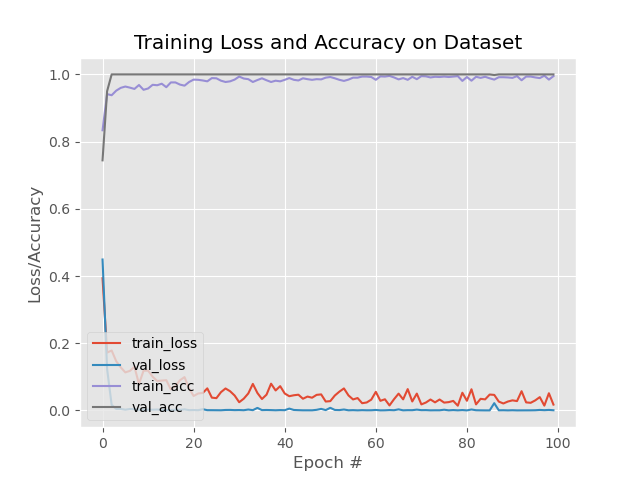 Training Loss and Accuracy on Dataset
Loss/Accuracy
1.0
0.8
0.6
0.4
0.2
0.0
train_loss
val_loss
train_acc
val_acc
0 20 40 60 80 100
Epoch #